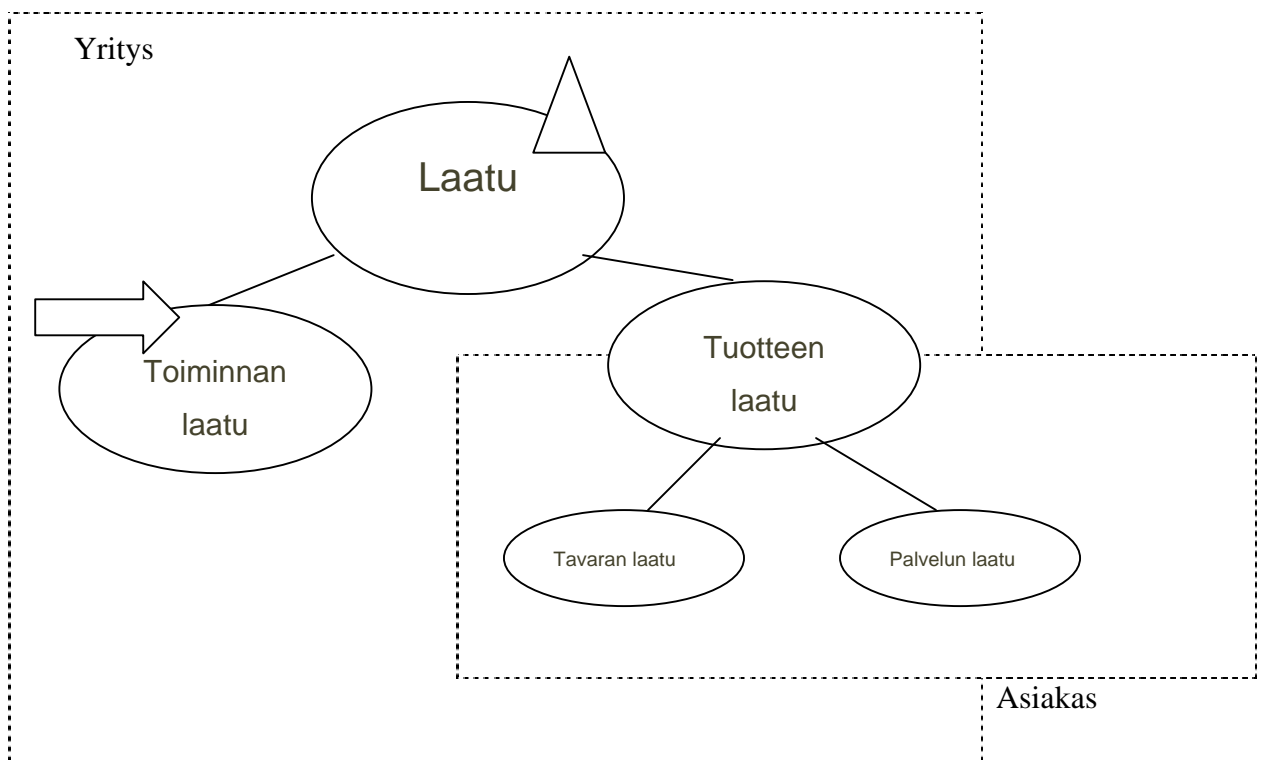 Yritys
Laatu
Toiminnan
laatu
Tuotteen
laatu
Tavaran laatu
Palvelun laatu
Asiakas